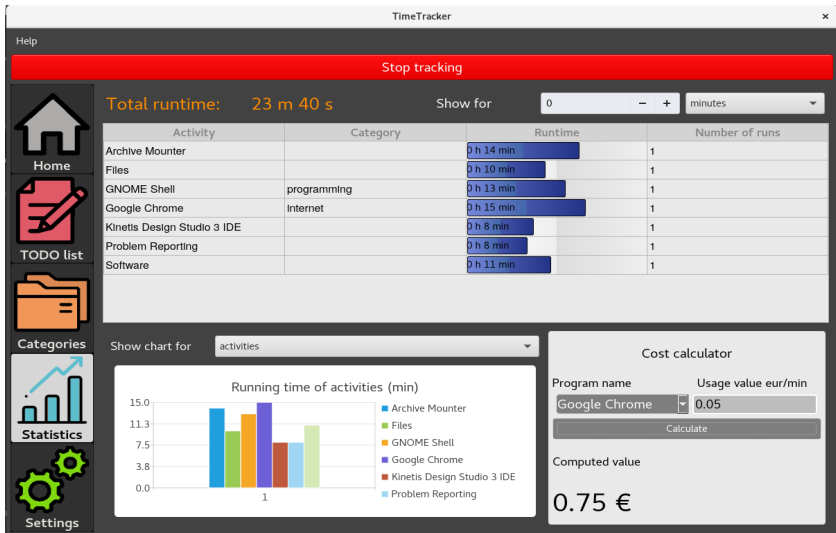 TimeTracker ×
Help
Stop tracking
Total runtime: 23 m 40 s Show for 0 − + minutes
Activity Category Runtime Number of runs
Archive Mounter 0 h 14 min 1
Files 0 h 10 min 1
GNOME Shell programming 0 h 13 min 1
Google Chrome Internet 0 h 15 min 1
Kinetis Design Studio 3 IDE 0 h 8 min 1
Problem Reporting 0 h 8 min 1
Software 0 h 11 min 1
Home
TODO list
Categories
Statistics
Settings
Show chart for activities
Running time of activities (min)
15.0
11.3
7.5
3.8
0.0
1
Archive Mounter
Files
GNOME Shell
Google Chrome
Kinetis Design Studio 3 IDE
Problem Reporting
Cost calculator
Program name Usage value eur/min
Google Chrome 0.05
Calculate
Computed value
0.75 €